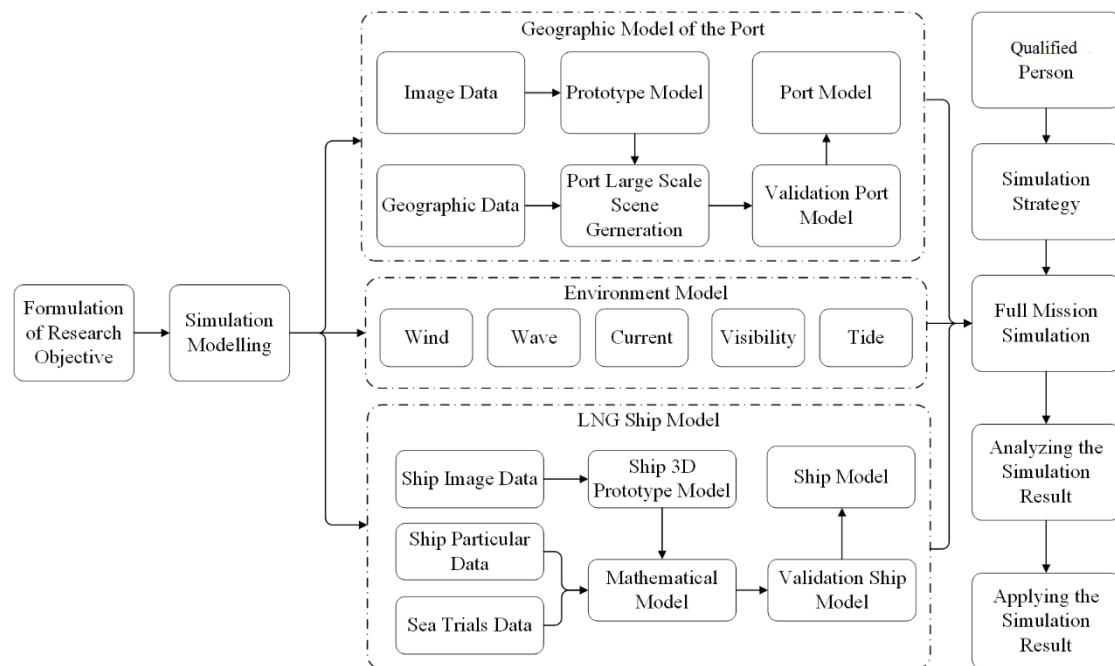 Formulation
of Research
Objective
Simulation
Modelling
Geographic Model of the Port
Image Data
Prototype Model
Port Model
Geographic Data
Port Large Scale
Scene
Gerneration
Validation Port
Model
Environment Model
Wind
Wave
Current
Visibility
Tide
LNG Ship Model
Ship Image Data
Ship 3D
Prototype Model
Ship Model
Ship Particular
Data
Sea Trials Data
Mathematical
Model
Validation Ship
Model
Qualified
Person
Simulation
Strategy
Full Mission
Simulation
Analyzing the
Simulation
Result
Applying the
Simulation
Result